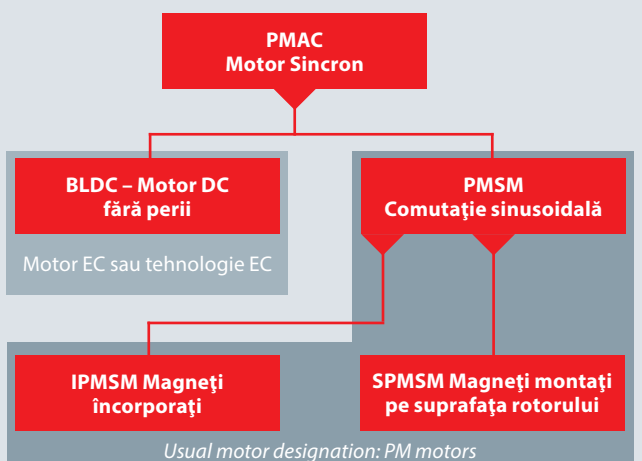 PMAC
Motor Sincron
BLDC – Motor DC
fără perii
Motor EC sau tehnologie EC
PMSM
Comutaţie sinusoidală
IPMSM Magneţi
încorporaţi
SPMSM Magneţi montaţi
pe suprafaţa rotorului
Usual motor designation: PM motors